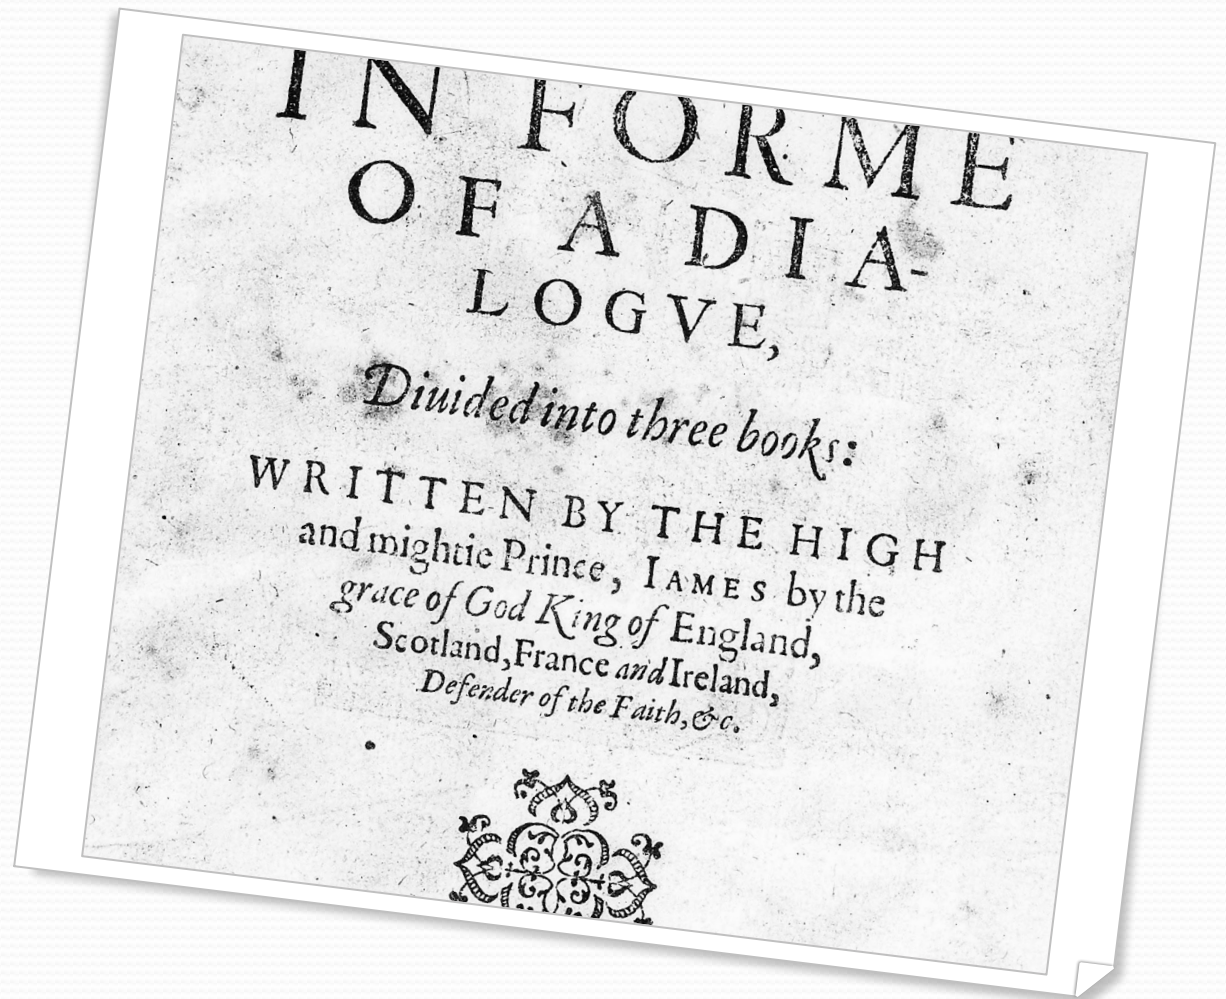 IN FORME
OF A DIA-
LOGVE,
Diuided into three books:
WRITTEN BY THE HIGH
and mightie Prince, IAMES by the
grace of God King of England,
Scotland, France and Ireland,
Defender of the Faith, &c.